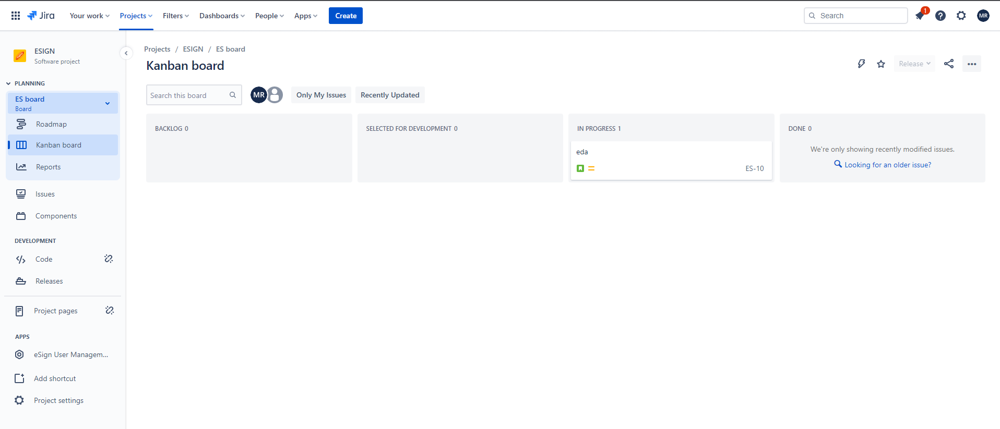 Jira
Your work
Projects
Filters
Dashboards
People
Apps
Create
Search
1
MR
ESIGN
Software project
PLANNING
ES board
Board
Roadmap
Kanban board
Reports
Issues
Components
DEVELOPMENT
Code
Releases
Project pages
APPS
eSign User Managem...
Add shortcut
Project settings
Projects / ESIGN / ES board
Kanban board
Release
Search this board
MR
Only My Issues
Recently Updated
BACKLOG 0
SELECTED FOR DEVELOPMENT 0
IN PROGRESS 1
eda
ES-10
DONE 0
We're only showing recently modified issues.
Looking for an older issue?